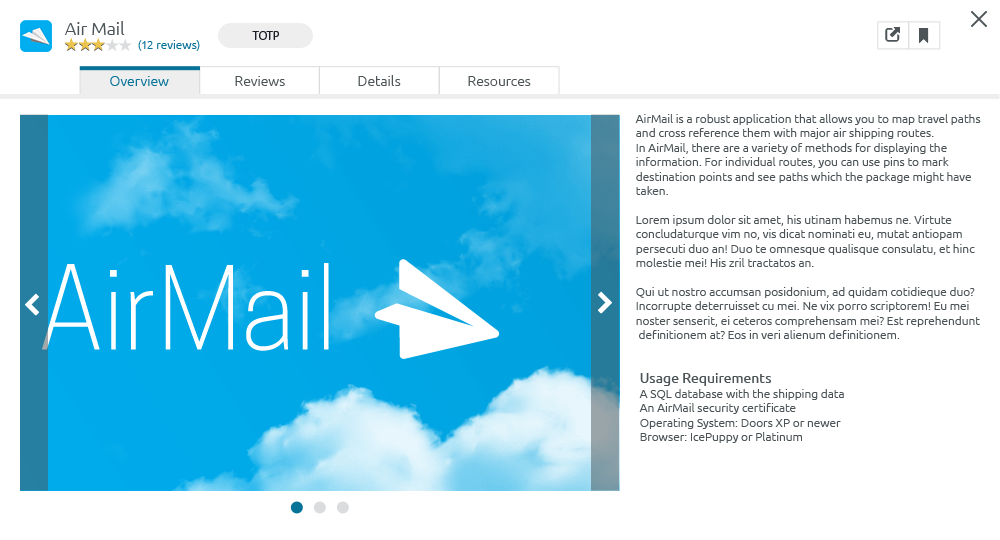 Air Mail
(12 reviews)
TOTP
Overview
Reviews
Details
Resources
AirMail
AirMail is a robust application that allows you to map travel paths
and cross reference them with major air shipping routes.
In AirMail, there are a variety of methods for displaying the
information. For individual routes, you can use pins to mark
destination points and see paths which the package might have
taken.
Lorem ipsum dolor sit amet, his utinam habemus ne. Virtute
concludaturque vim no, vis dicat nominati eu, mutat antiopam
persecuti duo an! Duo te omnesque qualisque consulatu, et hinc
molestie mei! His zril tractatos an.
Qui ut nostro accumsan posidonium, ad quidam cotidieque duo?
Incorrupte deterruisset cu mei. Ne vix porro scriptorem! Eu mei
noster senserit, ei ceteros comprehensam mei? Est reprehendunt
definitionem at? Eos in veri alienum definitionem.
Usage Requirements
A SQL database with the shipping data
An AirMail security certificate
Operating System: Doors XP or newer
Browser: IcePuppy or Platinum